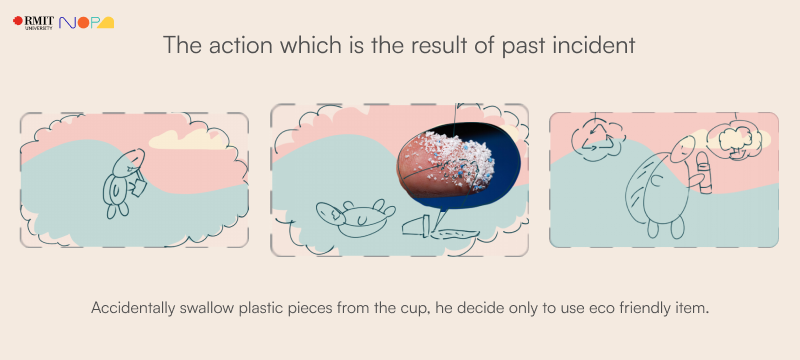 RMIT
UNIVERSITY
NOPA
The action which is the result of past incident
Accidentally swallow plastic pieces from the cup, he decide only to use eco friendly item.